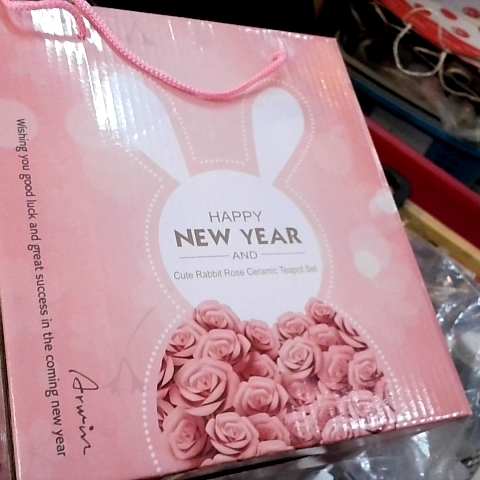 HAPPY
NEW YEAR
AND
Cute Rabbit Rose Ceramic Teapot Set
Wishing you good luck and great success in the coming new year
Arwin